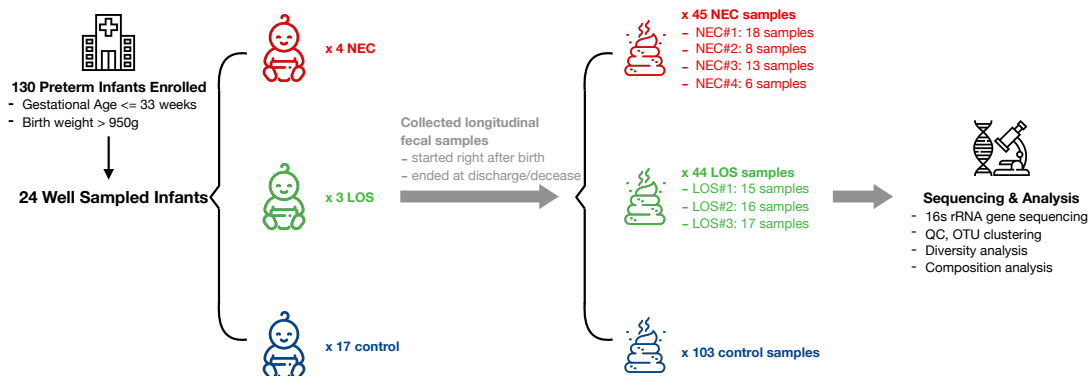 130 Preterm Infants Enrolled
- Gestational Age <= 33 weeks
- Birth weight > 950g
24 Well Sampled Infants
x 4 NEC
x 3 LOS
x 17 control
Collected longitudinal
fecal samples
– started right after birth
– ended at discharge/decease
x 45 NEC samples
– NEC#1: 18 samples
– NEC#2: 8 samples
– NEC#3: 13 samples
– NEC#4: 6 samples
x 44 LOS samples
– LOS#1: 15 samples
– LOS#2: 16 samples
– LOS#3: 17 samples
x 103 control samples
Sequencing & Analysis
- 16s rRNA gene sequencing
- QC, OTU clustering
- Diversity analysis
- Composition analysis